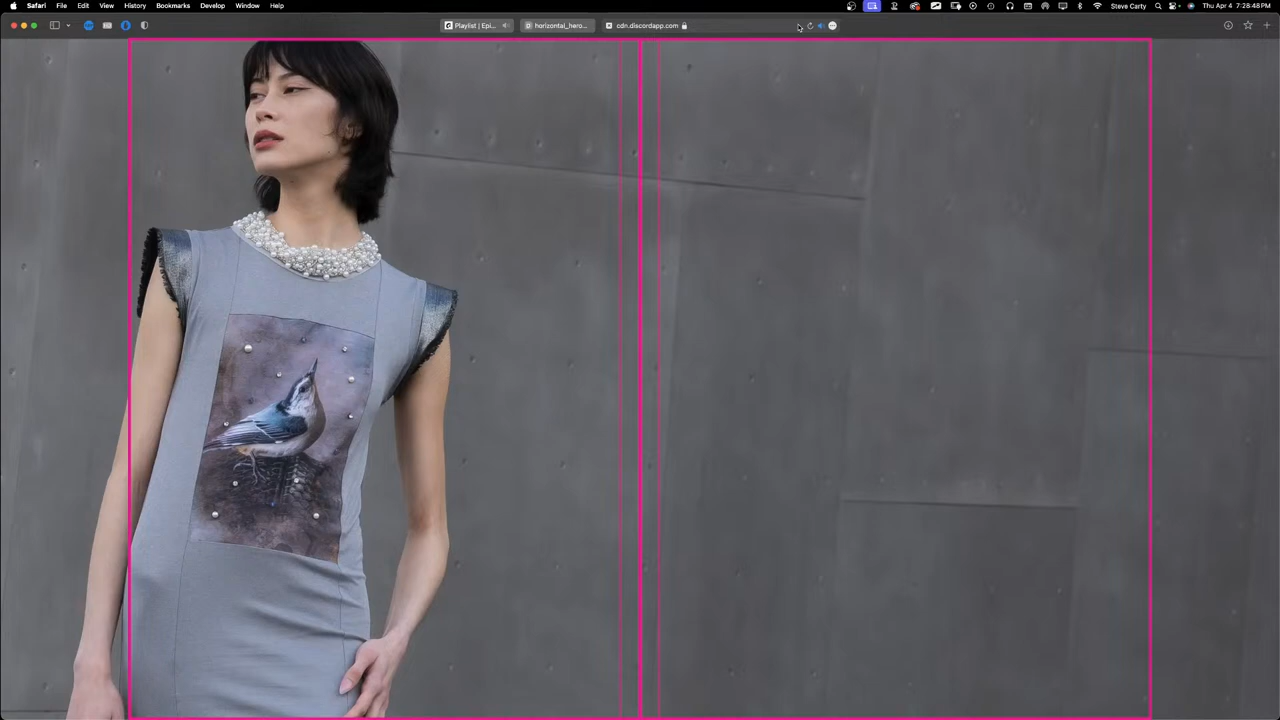 Safari File Edit View History Bookmarks Develop Window Help Steve Carty Thu Apr 4 7:28:48 PM
Playlist | Epi... horizontal_hero... cdn.discordapp.com